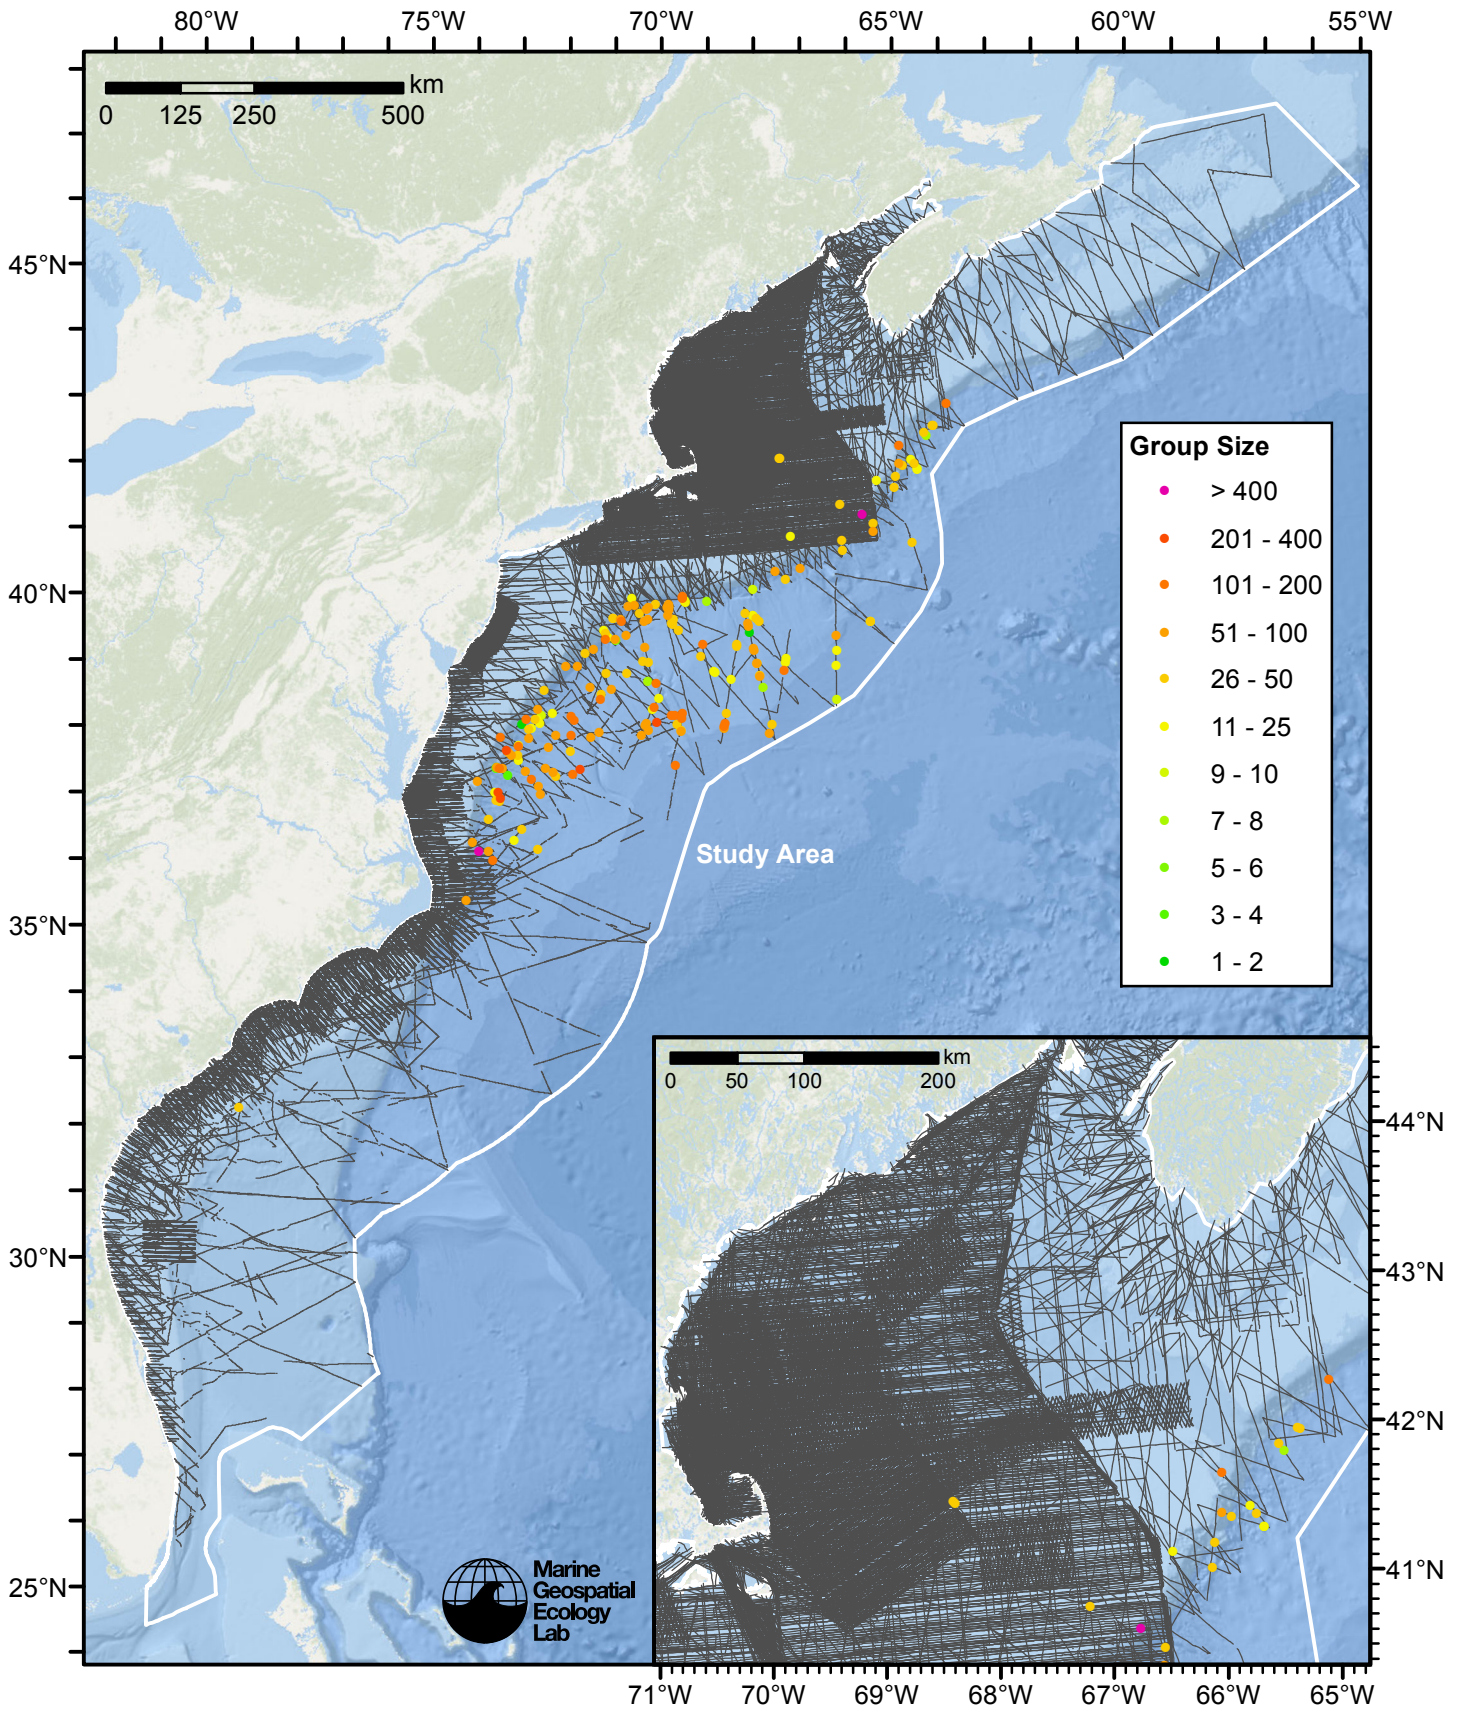 80°W 75°W 70°W 65°W 60°W 55°W
km
0 125 250 500
45°N
40°N
35°N
30°N
25°N
Group Size
> 400
201 - 400
101 - 200
51 - 100
26 - 50
11 - 25
9 - 10
7 - 8
5 - 6
3 - 4
1 - 2
Study Area
km
0 50 100 200
44°N
43°N
42°N
41°N
71°W 70°W 69°W 68°W 67°W 66°W 65°W
Marine
Geospatial
Ecology
Lab